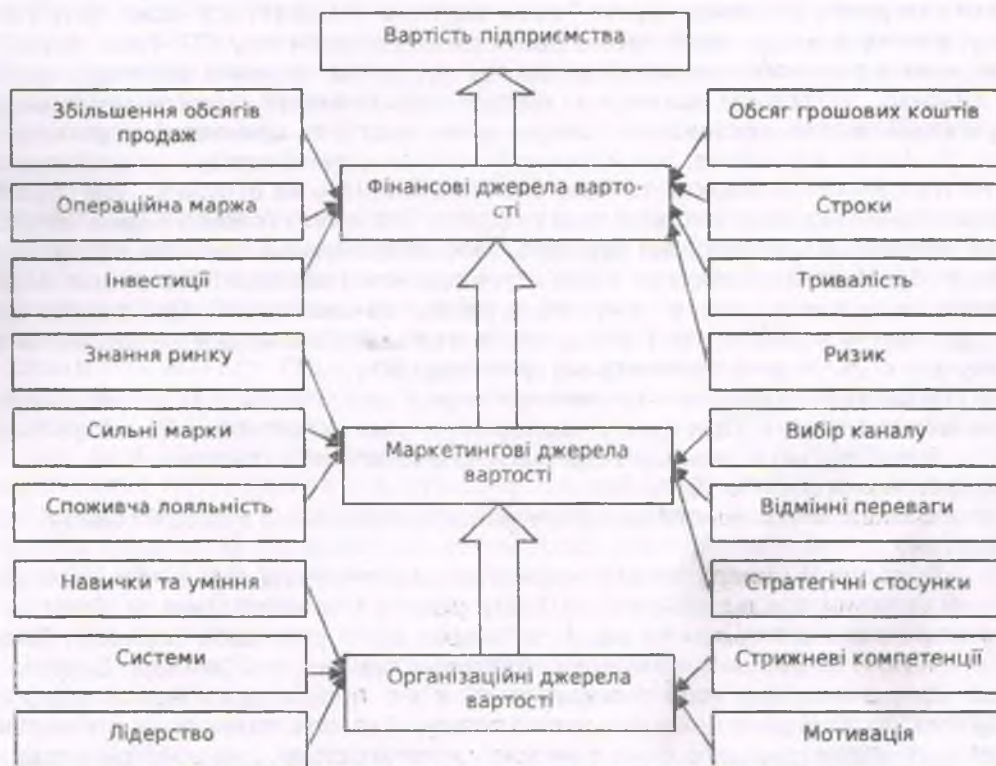 Вартість підприємства
Збільшення обсягів
продаж
Обсяг грошових коштів
Фінансові джерела варто-
сті
Операційна маржа
Строки
Інвестиції
Тривалість
Знання ринку
Ризик
Сильні марки
Маркетингові джерела
вартості
Вибір каналу
Споживча лояльність
Відмінні переваги
Навички та уміння
Стратегічні стосунки
Системи
Організаційні джерела
вартості
Стрижневі компетенції
Лідерство
Мотивація